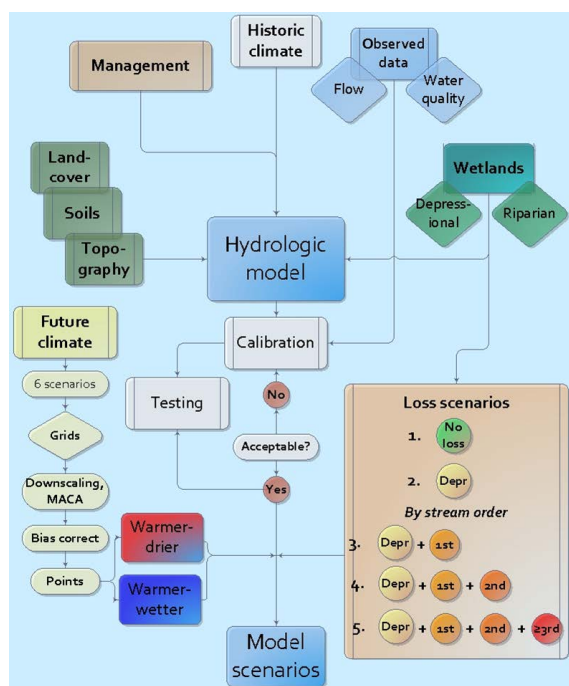 Historic
climate
Management
Observed
data
Flow
Water
quality
Land-
cover
Soils
Topo-
graphy
Wetlands
Depress-
ional
Riparian
Hydrologic
model
Future
climate
6 scenarios
Grids
Downscaling,
MACA
Bias correct
Points
Calibration
Testing
No
Acceptable?
Yes
Warmer-
drier
Warmer-
wetter
Model
scenarios
Loss scenarios
1. No
loss
2. Depr
By stream order
3. Depr + 1st
4. Depr + 1st + 2nd
5. Depr + 1st + 2nd + ≥3rd